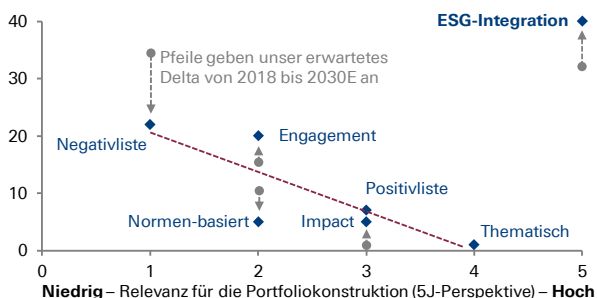 40
ESG-Integration
Pfeile geben unser erwartetes
Delta von 2018 bis 2030E an
30
20
Negativliste
Engagement
10
Positivliste
Normen-basiert
Impact
Thematisch
0
0 1 2 3 4 5
Niedrig – Relevanz für die Portfoliokonstruktion (5J-Perspektive) – Hoch